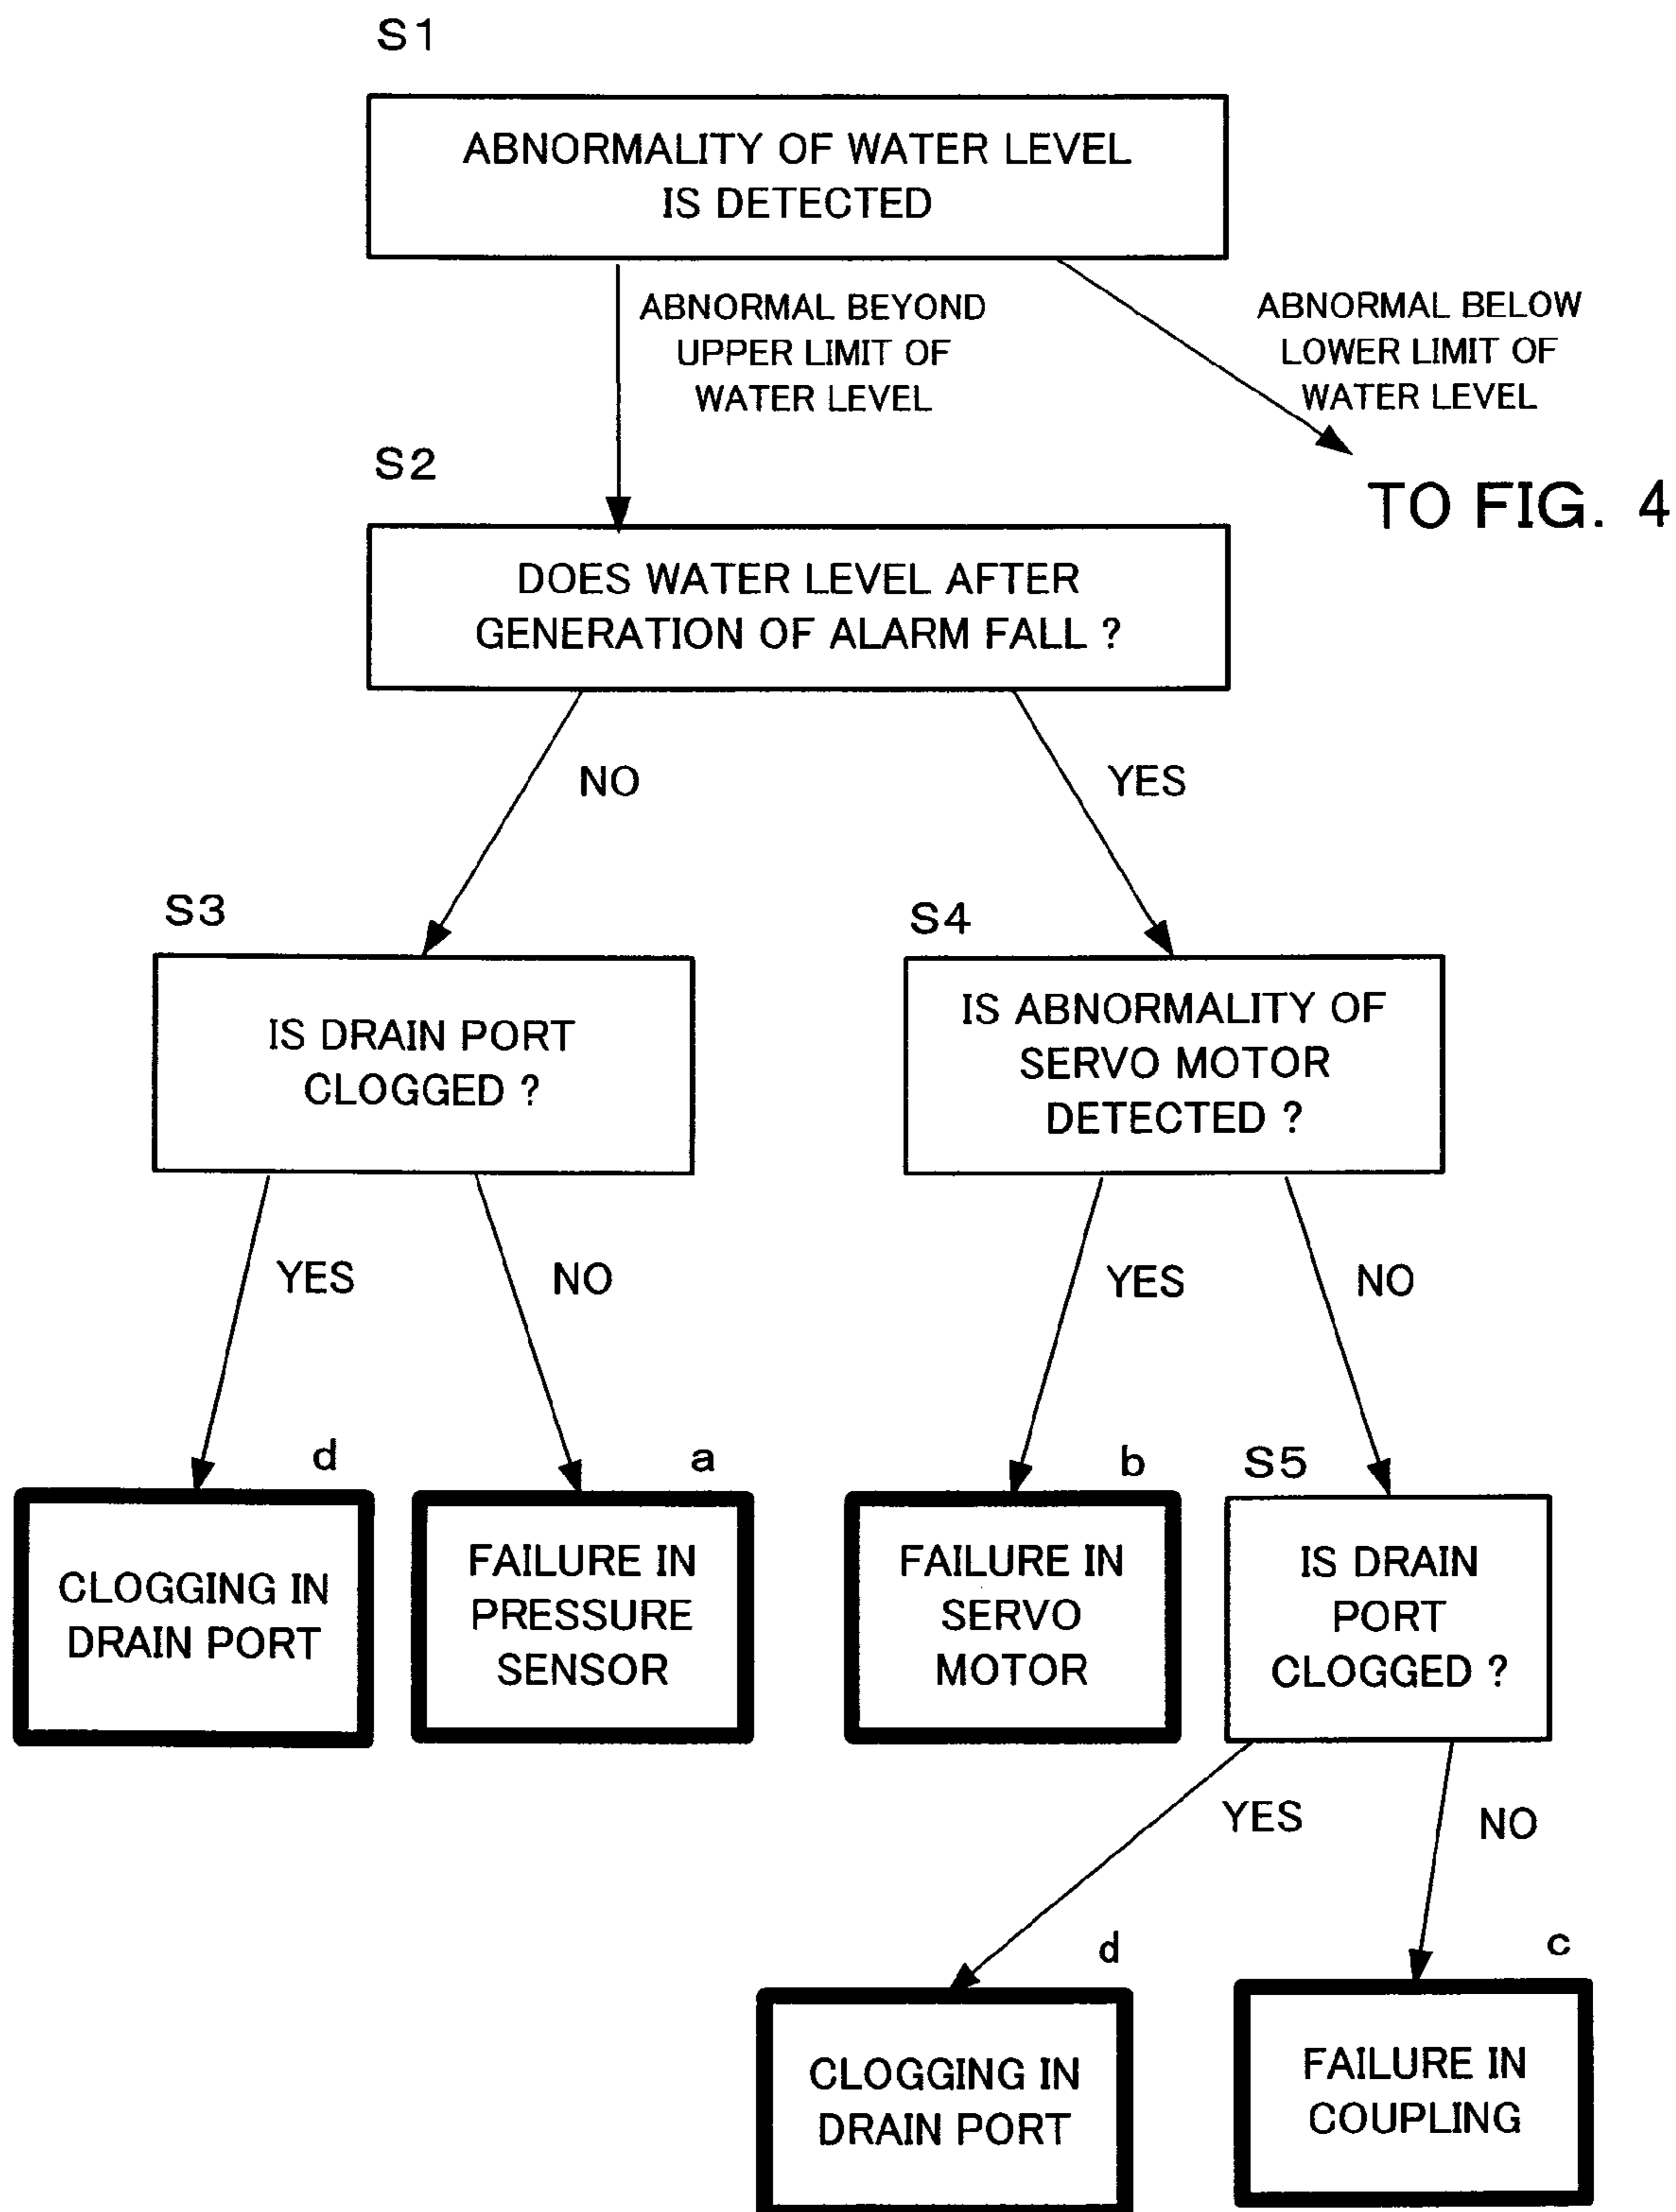 S1
ABNORMALITY OF WATER LEVEL
IS DETECTED
ABNORMAL BEYOND
UPPER LIMIT OF
WATER LEVEL
ABNORMAL BELOW
LOWER LIMIT OF
WATER LEVEL
TO FIG. 4
S2
DOES WATER LEVEL AFTER
GENERATION OF ALARM FALL ?
NO
YES
S3
IS DRAIN PORT
CLOGGED ?
S4
IS ABNORMALITY OF
SERVO MOTOR
DETECTED ?
YES
NO
YES
NO
d
CLOGGING IN
DRAIN PORT
a
FAILURE IN
PRESSURE
SENSOR
b
FAILURE IN
SERVO
MOTOR
S5
IS DRAIN
PORT
CLOGGED ?
YES
NO
d
CLOGGING IN
DRAIN PORT
c
FAILURE IN
COUPLING